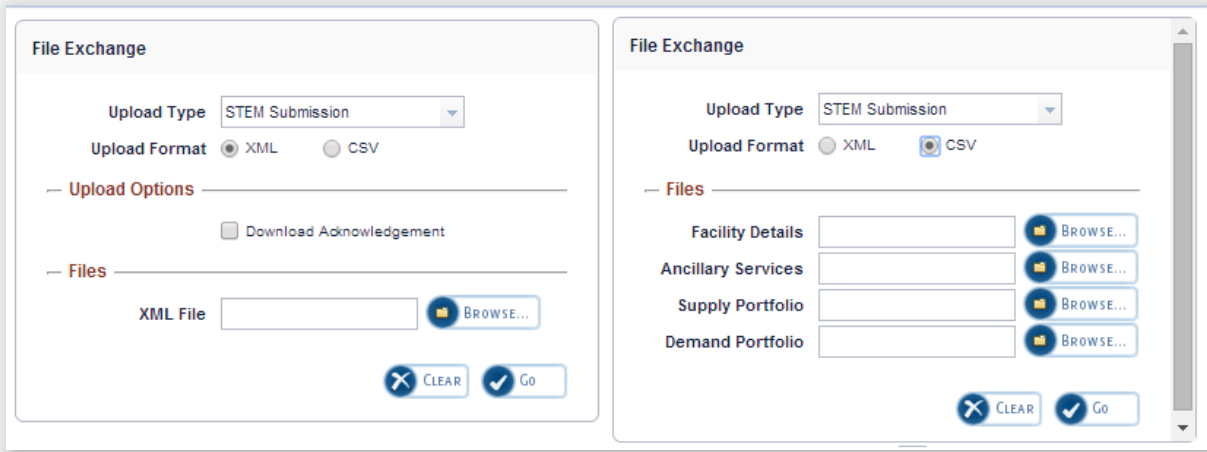 File Exchange
Upload Type STEM Submission
Upload Format XML CSV
Upload Options
Download Acknowledgement
Files
XML File BROWSE...
CLEAR GO
File Exchange
Upload Type STEM Submission
Upload Format XML CSV
Files
Facility Details BROWSE...
Ancillary Services BROWSE...
Supply Portfolio BROWSE...
Demand Portfolio BROWSE...
CLEAR GO